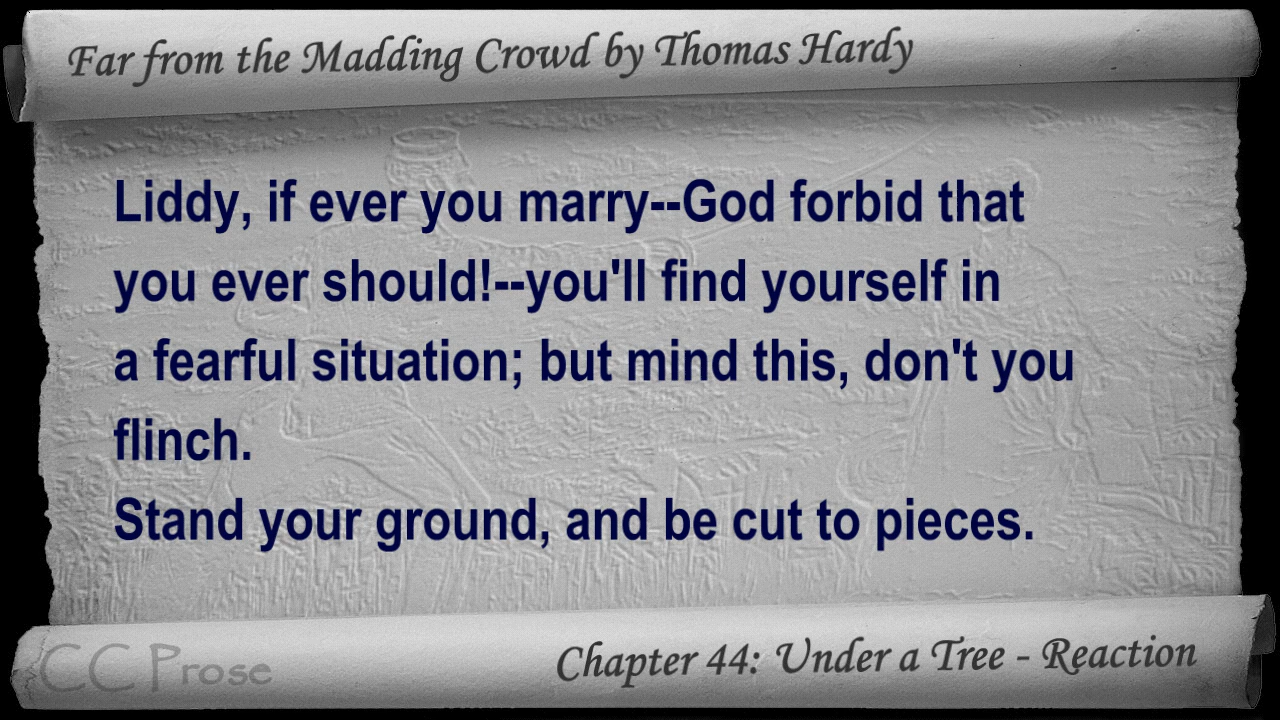 Far from the Madding Crowd by Thomas Hardy
Liddy, if ever you marry--God forbid that
you ever should!--you'll find yourself in
a fearful situation; but mind this, don't you
flinch.
Stand your ground, and be cut to pieces.
CC Prose
Chapter 44: Under a Tree - Reaction